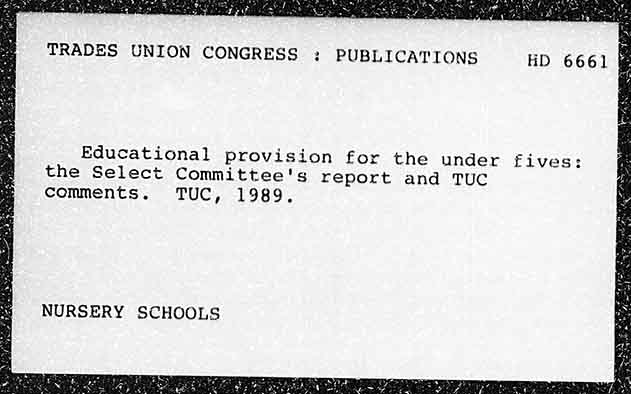 TRADES UNION CONGRESS : PUBLICATIONS HD 6661
Educational provision for the under fives:
the Select Committee's report and TUC
comments. TUC, 1989.
NURSERY SCHOOLS